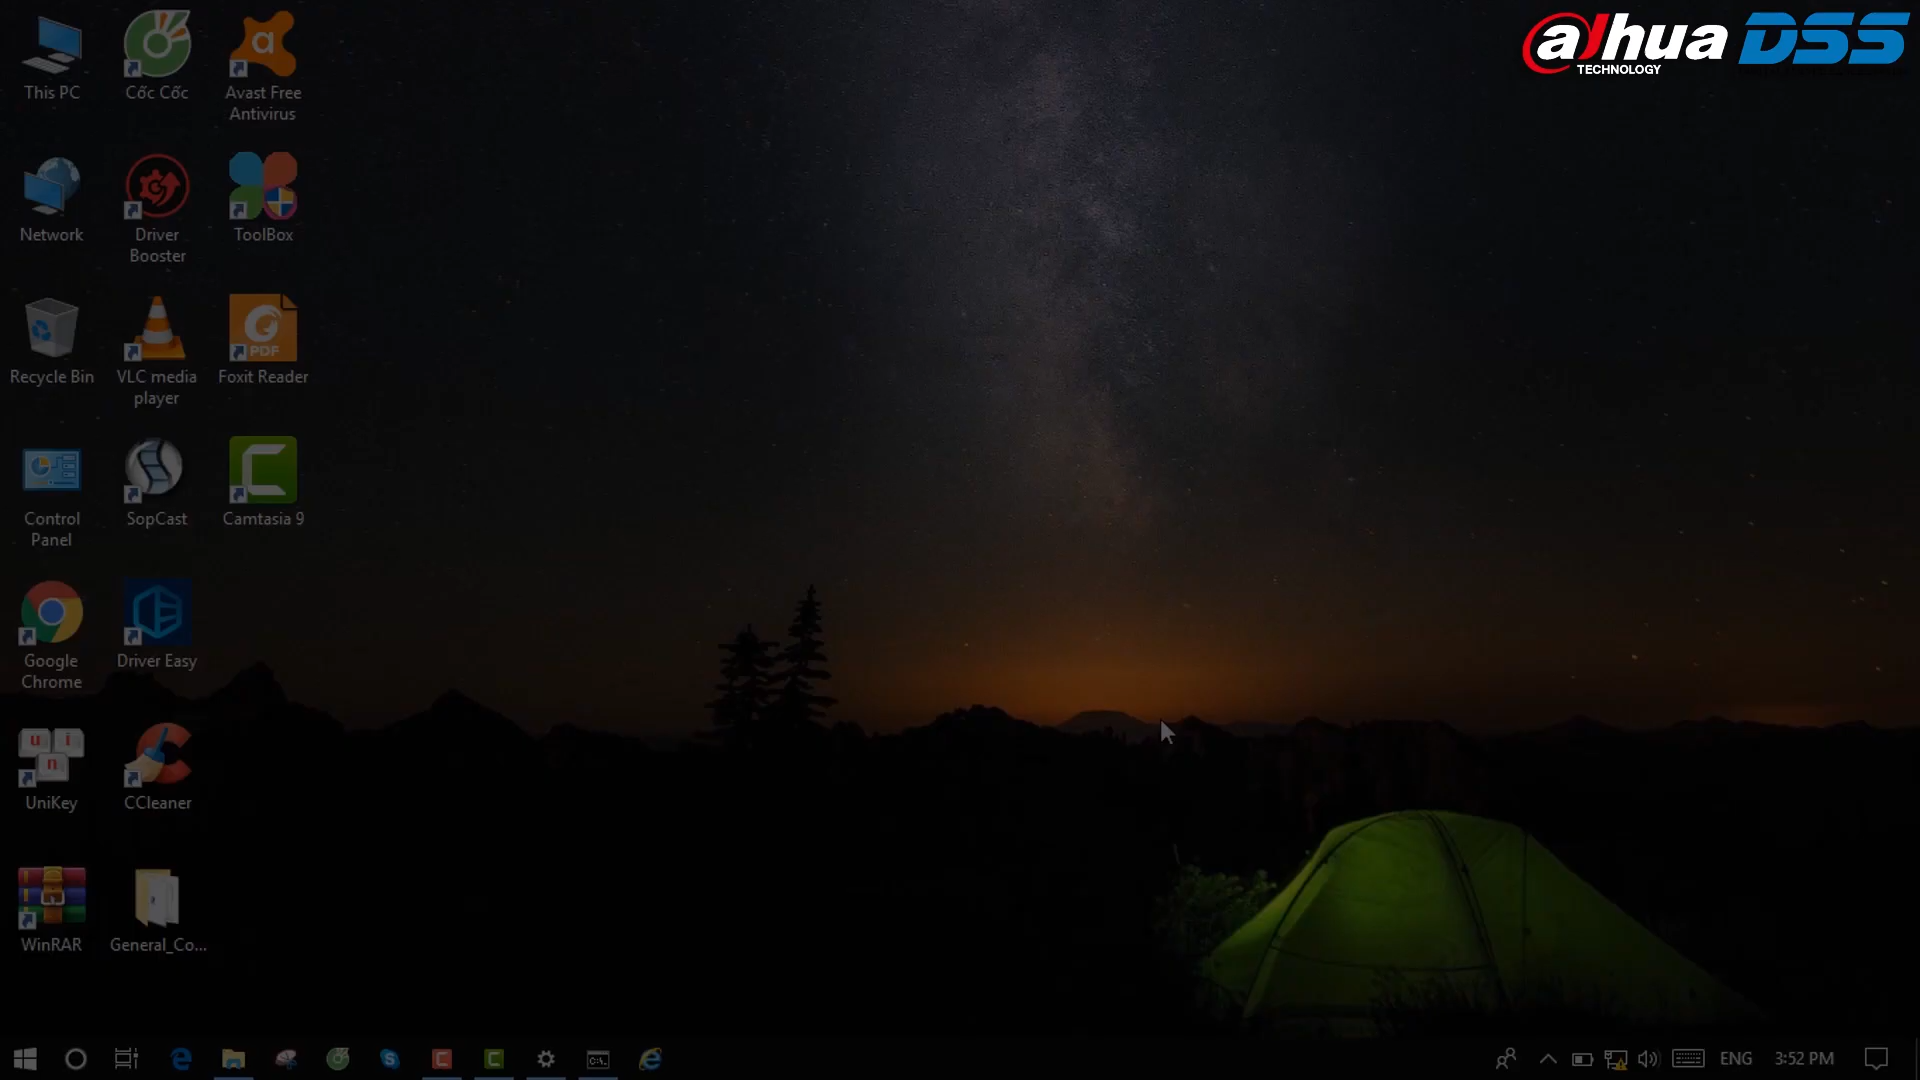 alhua
TECHNOLOGY
DSS
This PC
Cốc Cốc
Avast Free
Antivirus
Network
Driver
Booster
ToolBox
Recycle Bin
VLC media
player
PDF
Foxit Reader
Control
Panel
SopCast
Camtasia 9
Google
Chrome
Driver Easy
u i
n
UniKey
CCleaner
WinRAR
General_Co...
ENG
3:52 PM